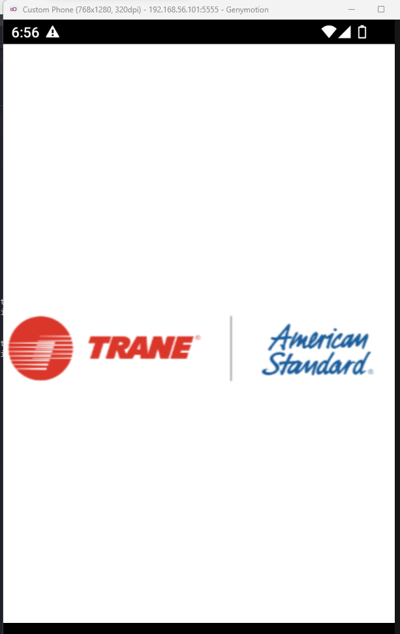 Custom Phone (768x1280, 320dpi) - 192.168.56.101:5555 - Genymotion
6:56
TRANE®
American
Standard®